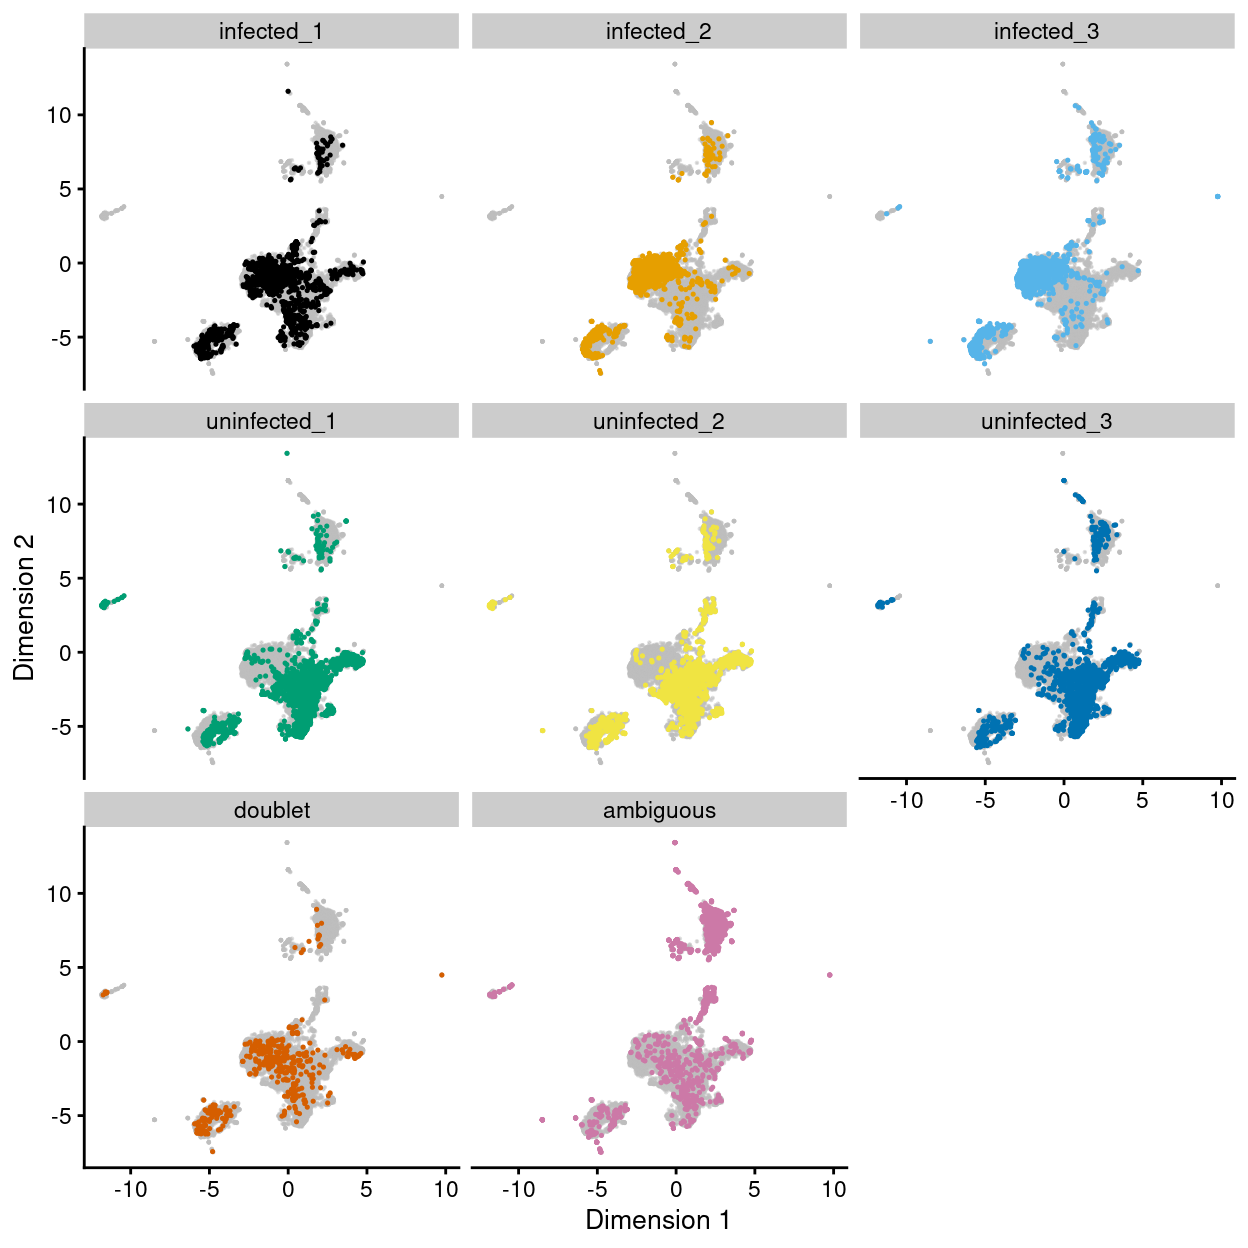 infected_1 infected_2 infected_3
10
5
0
-5
uninfected_1 uninfected_2 uninfected_3
10
5
0
-5
-10 -5 0 5 10
doublet ambiguous
10
5
0
-5
-10 -5 0 5 10 -10 -5 0 5 10
Dimension 1
Dimension 2